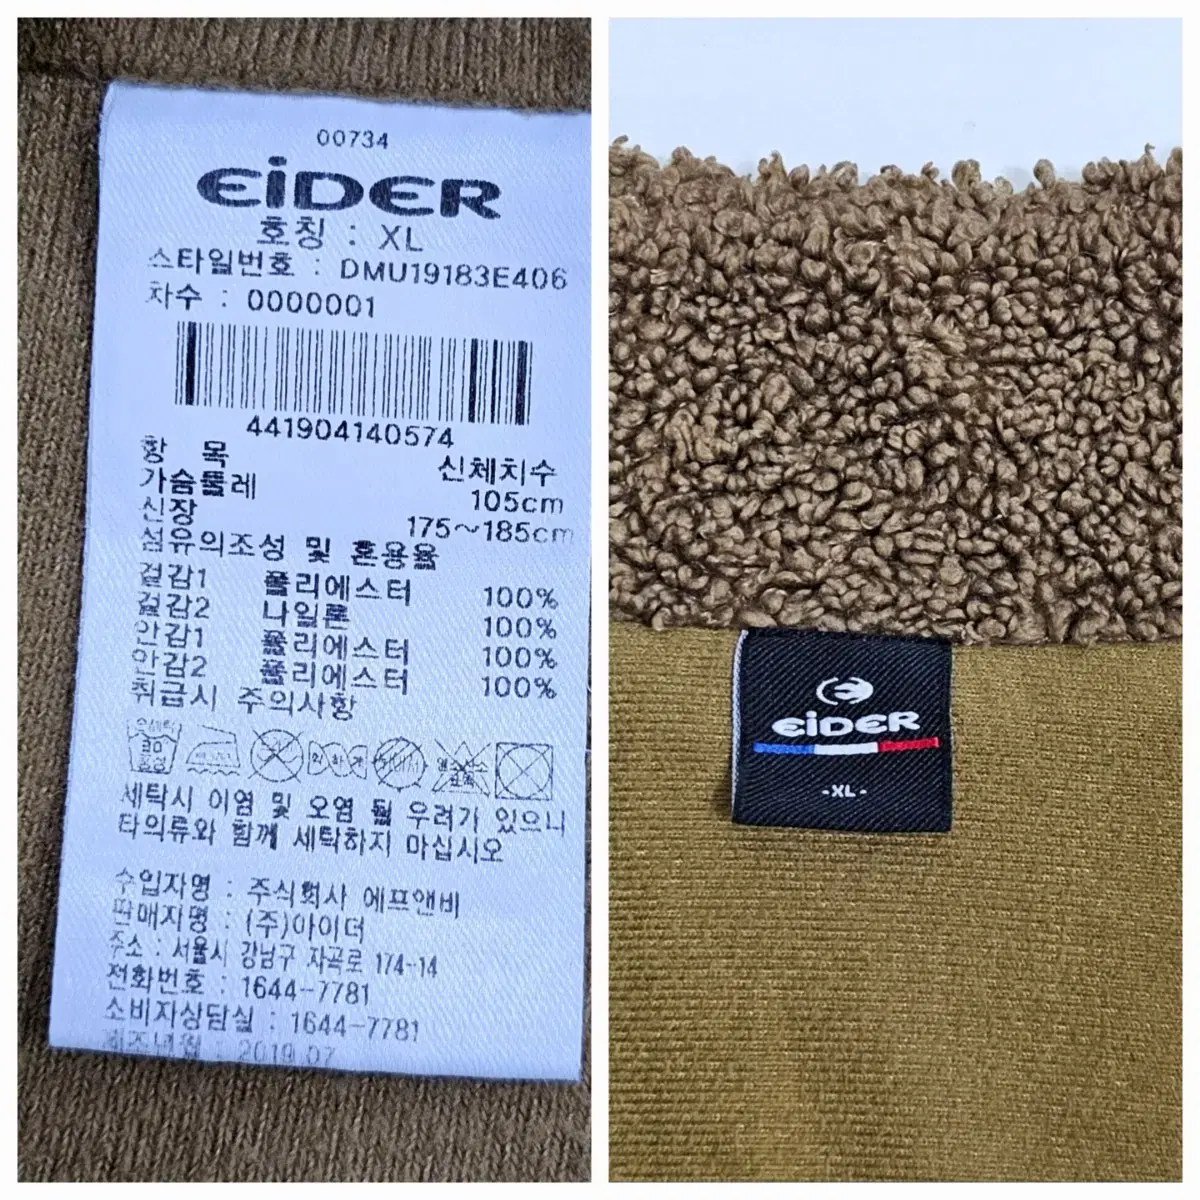 00734
EiDER
호칭 : XL
스타일번호 : DMU19183E406
차수 : 0000001
441904140574
항 목 신체치수
가슴둘레 105cm
신장 175~185cm
섬유의조성 및 혼용율
겉감1 폴리에스터 100%
겉감2 나일론 100%
안감1 폴리에스터 100%
안감2 폴리에스터 100%
취급시 주의사항
30
세탁시 이염 및 오염 될 우려가 있으니
타의류와 함께 세탁하지 마십시오
수입자명 : 주식회사 에프앤비
판매자명 : (주)아이더
주소 : 서울시 강남구 자곡로 174-14
전화번호 : 1644-7781
소비자상담실 : 1644-7781
제조년월 : 2019.07
EiDER
-XL-